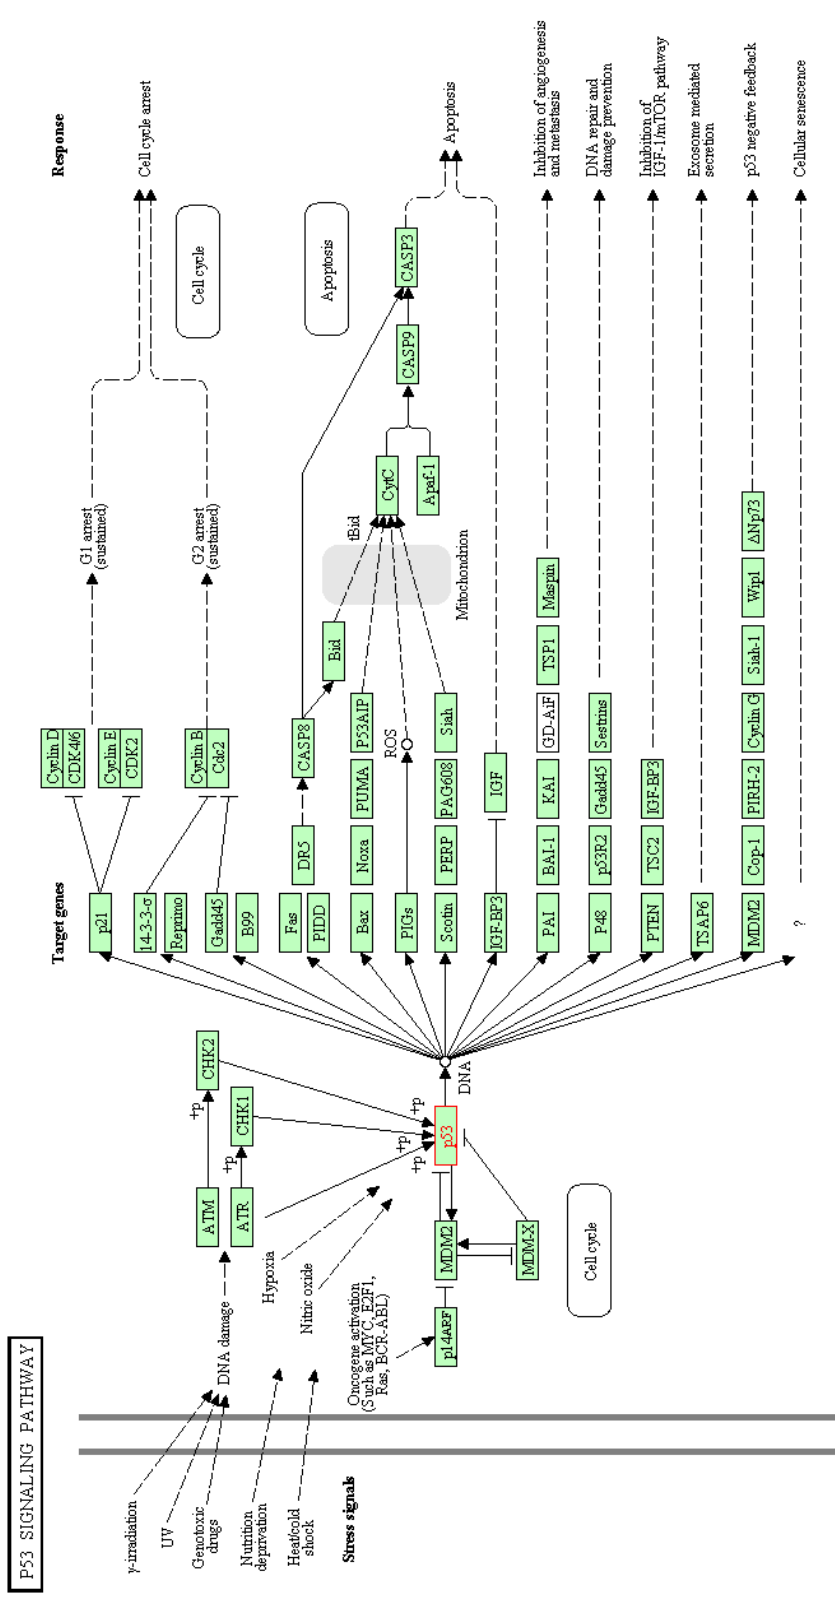 P53 SIGNALING PATHWAY
Stress signals
Target genes
Response
γ-irradiation
UV
Genotoxic
drugs
Nutrition
deprivation
Heat/cold
shock
DNA damage
Hypoxia
Nitric oxide
Oncogene activation
(Such as MYC, E2F1,
Ras, BCR-ABL)
p14ARF
ATM
ATR
+p
+p
CHK2
CHK1
MDM2
MDM-X
Cell cycle
+p
+p
+p
p53
DNA
p21
Cyclin D
CDK4/6
Cyclin E
CDK2
G1 arrest
(sustained)
14-3-3-σ
Reprimo
Gadd45
B99
Cyclin B
Cdc2
G2 arrest
(sustained)
Cell cycle arrest
Cell cycle
Fas
PIDD
DR5
CASP8
Bid
tBid
Apoptosis
Bax
Noxa
PUMA
P53AIP
PIGs
ROS
Mitochondrion
CytC
Apaf-1
CASP9
CASP3
Apoptosis
Scotin
PERP
PAG608
Siah
IGF-BP3
IGF
PAI
BAI-1
KAI
GD-AiF
TSP1
Maspin
Inhibition of angiogenesis
and metastasis
P48
p53R2
Gadd45
Sestrins
DNA repair and
damage prevention
PTEN
TSC2
IGF-BP3
Inhibition of
IGF-1/mTOR pathway
TSAP6
Exosome mediated
secretion
MDM2
Cop-1
PIRH-2
Cyclin G
Siah-1
Wip1
ΔNp73
p53 negative feedback
?
Cellular senescence